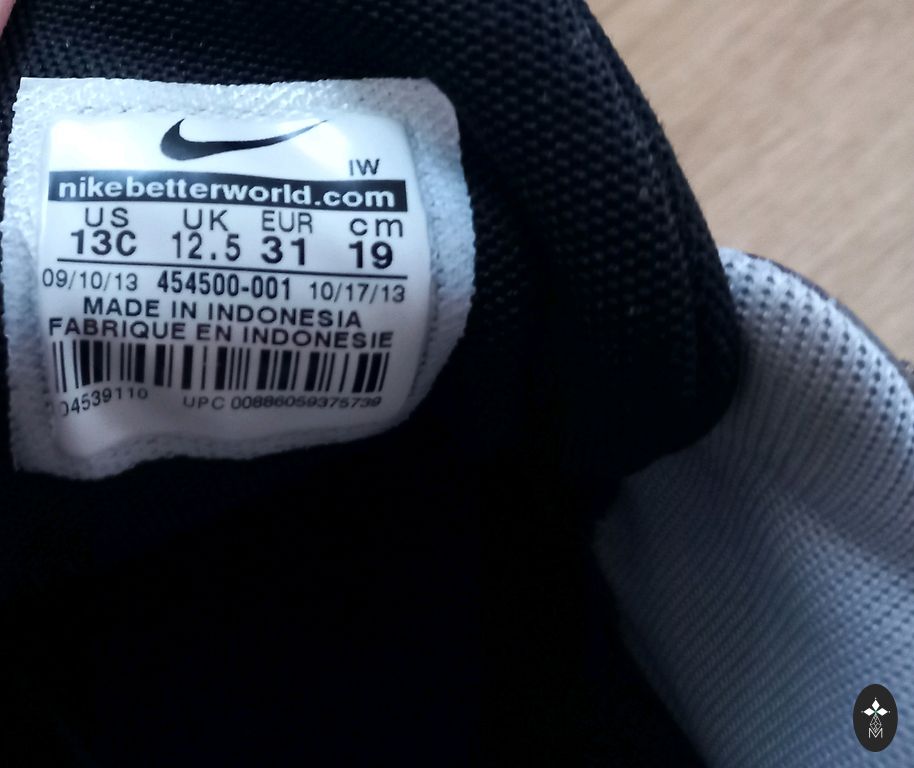 IW
nikebetterworld.com
US UK EUR cm
13C 12.5 31 19
09/10/13 454500-001 10/17/13
MADE IN INDONESIA
FABRIQUE EN INDONESIE
04539110 UPC 00886059375739
M